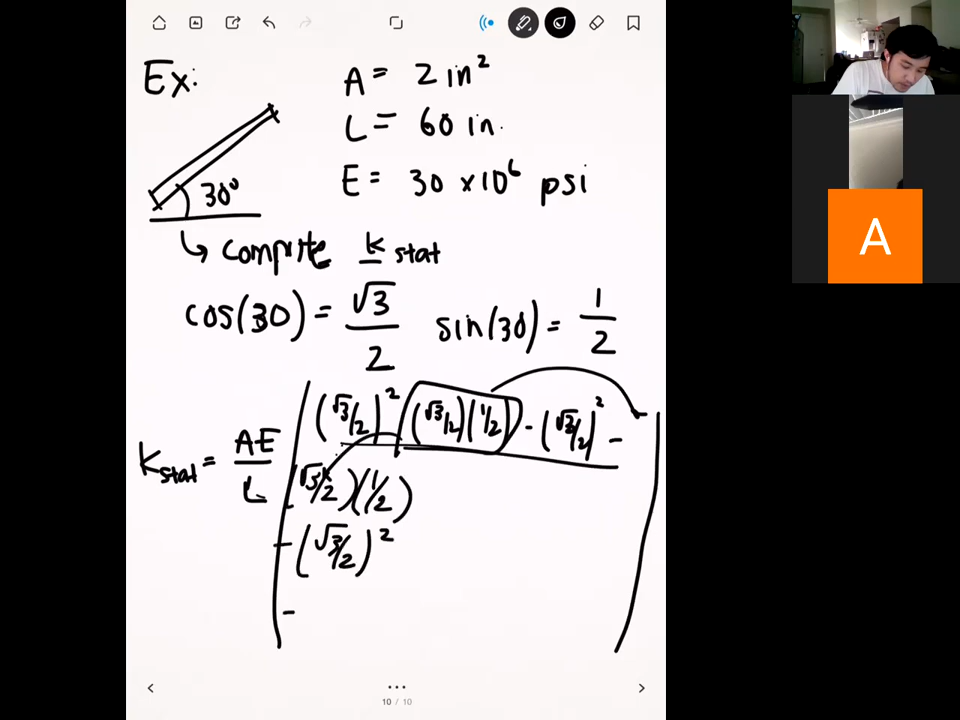 Ex:
A = 2 in²
L = 60 in.
E = 30 ×10⁶ psi
30°
↳ compute k stat
cos(30) = √3/2 sin(30) = 1/2
Kstat = AE/L
(√3/2)² (√3/2)(1/2) - (√3/2)² -
(√3/2)(1/2)
-(√3/2)²
-
10 / 10
A